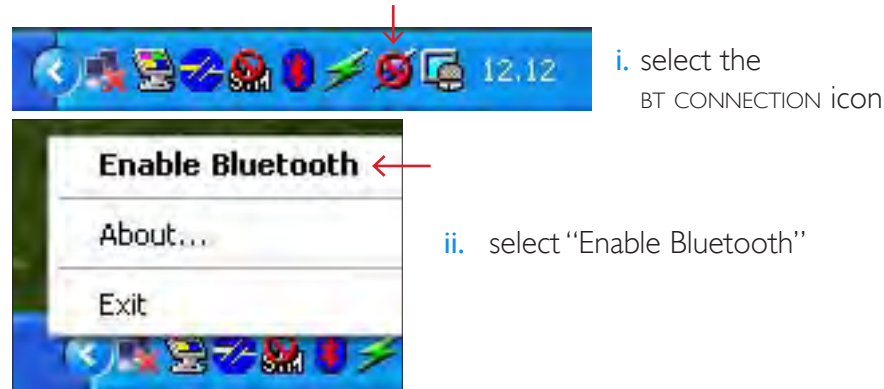 12.12
i. select the
BT CONNECTION icon
Enable Bluetooth
About...
Exit
ii. select “Enable Bluetooth”